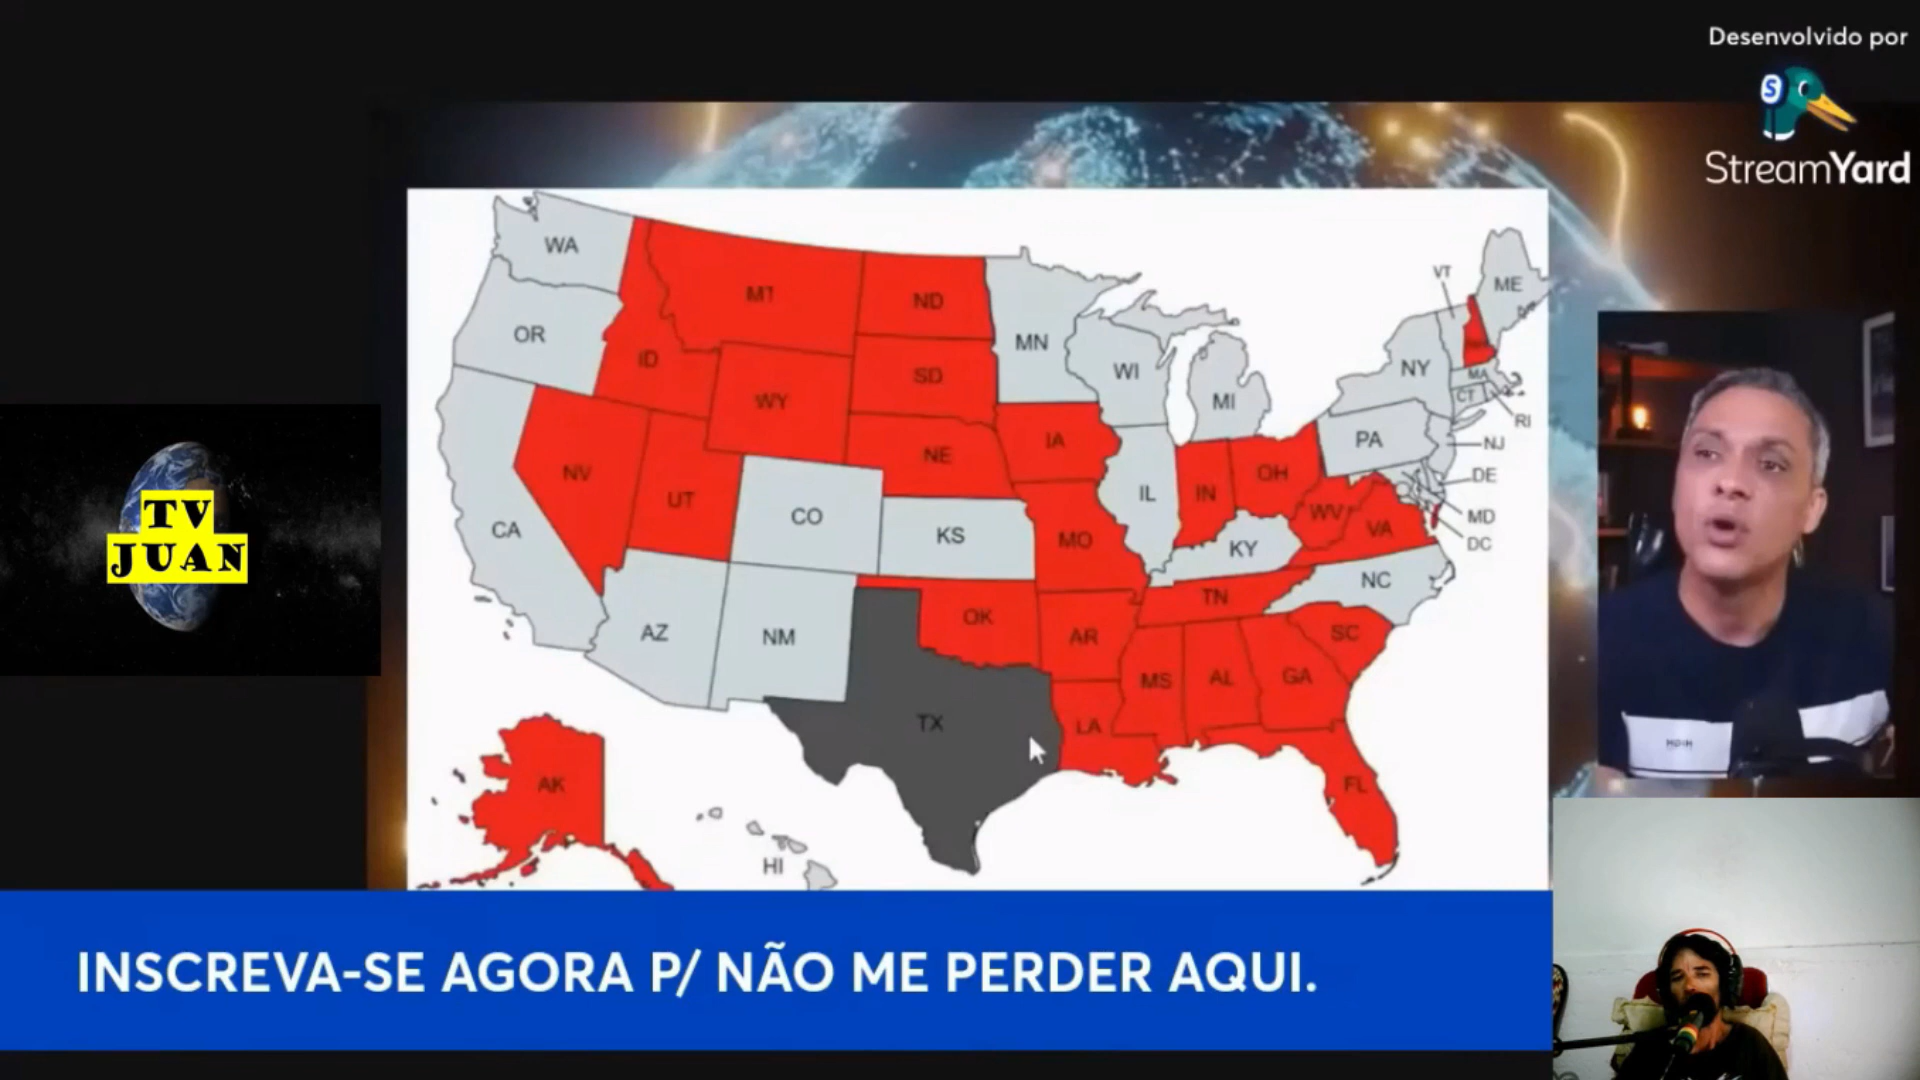 Desenvolvido por
S
StreamYard
WA
MT
ND
MN
VT
ME
OR
ID
SD
WI
MI
NY
MA
CT
RI
WY
NV
UT
NE
IA
PA
NJ
IL
IN
OH
DE
CA
CO
KS
MO
WV
VA
MD
DC
KY
NC
TV
JUAN
AZ
NM
OK
AR
TN
SC
MS
AL
GA
TX
LA
AK
FL
HI
INSCREVA-SE AGORA P/ NÃO ME PERDER AQUI.